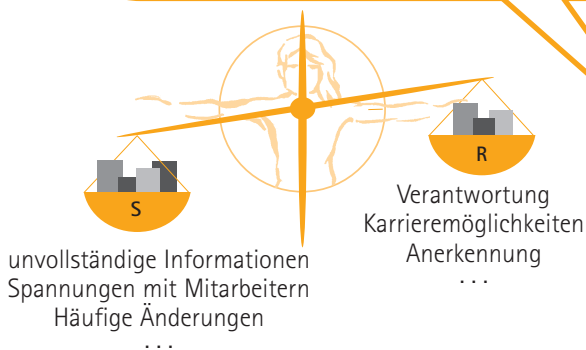 S
unvollständige Informationen
Spannungen mit Mitarbeitern
Häufige Änderungen
. . .
R
Verantwortung
Karrieremöglichkeiten
Anerkennung
. . .